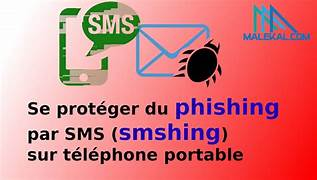 SMS
MALEKAL.COM
Se protéger du phishing
par SMS (smshing)
sur téléphone portable